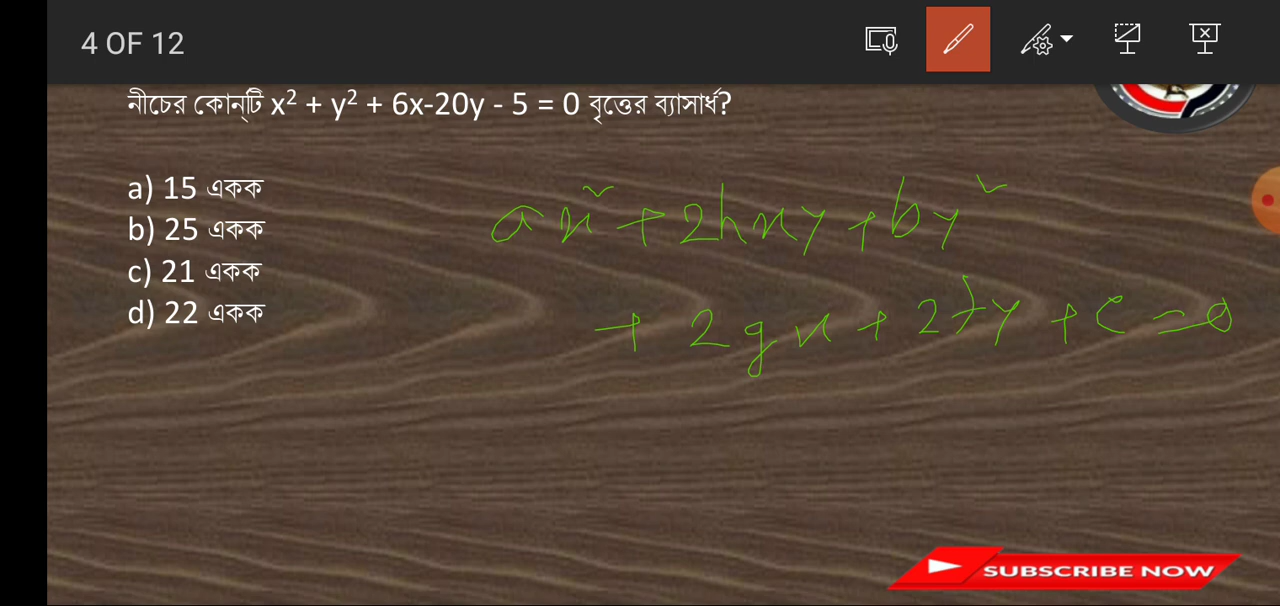 4 OF 12
নীচের কোন্‌টি x² + y² + 6x-20y - 5 = 0 বৃত্তের ব্যাসার্ধ?
a) 15 একক
b) 25 একক
c) 21 একক
d) 22 একক
ax² + 2hxy + by²
+ 2gx + 2fy + c = 0
SUBSCRIBE NOW